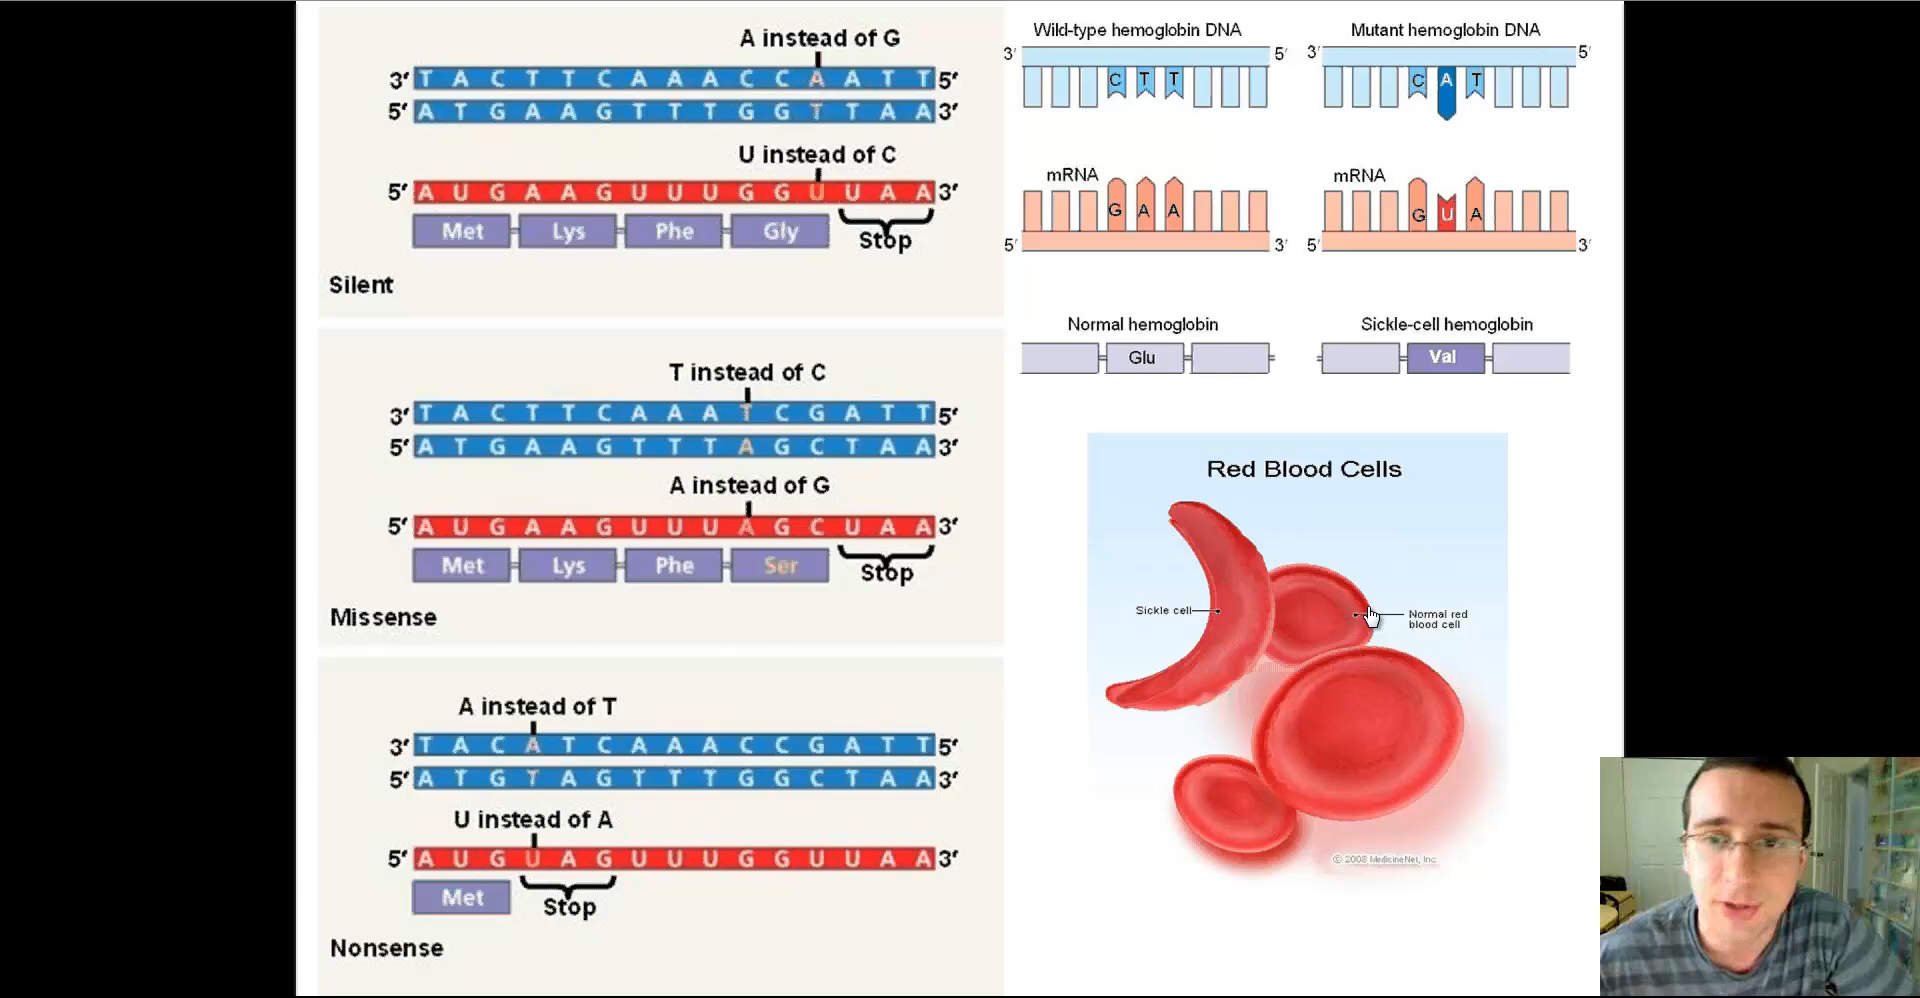 A instead of G
3′ T A C T T C A A A C C A A T T 5′
5′ A T G A A G T T T G G T T A A 3′
U instead of C
5′ A U G A A G U U U G G U U A A 3′
Met Lys Phe Gly Stop
Silent
T instead of C
3′ T A C T T C A A A T C G A T T 5′
5′ A T G A A G T T T A G C T A A 3′
A instead of G
5′ A U G A A G U U U A G C U A A 3′
Met Lys Phe Ser Stop
Missense
A instead of T
3′ T A C A T C A A A C C G A T T 5′
5′ A T G T A G T T T G G C T A A 3′
U instead of A
5′ A U G U A G U U U G G U U A A 3′
Met Stop
Nonsense
Wild-type hemoglobin DNA
3′ 5′
C T T
mRNA
G A A
5′ 3′
Normal hemoglobin
Glu
Mutant hemoglobin DNA
3′ 5′
C A T
mRNA
G U A
5′ 3′
Sickle-cell hemoglobin
Val
Red Blood Cells
Sickle cell
Normal red
blood cell
© 2008 MedicineNet, Inc.